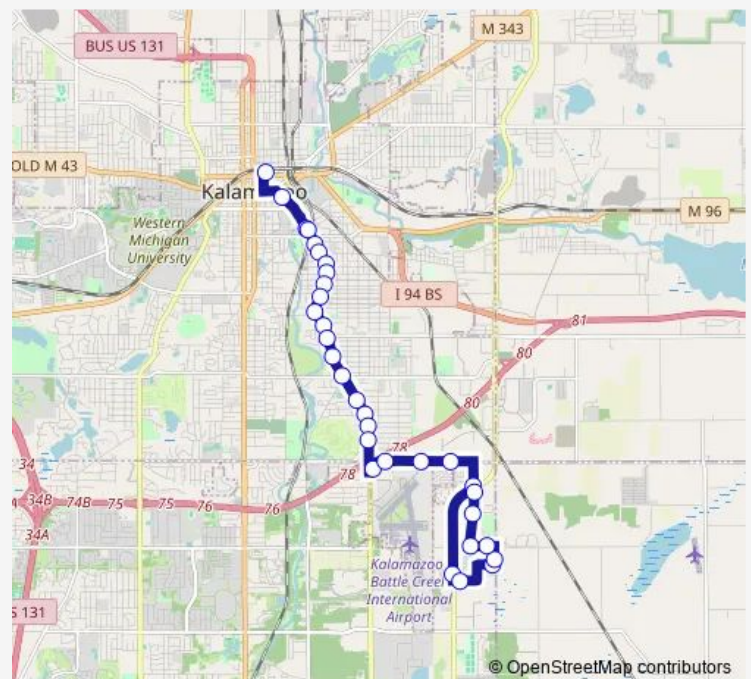 M 343
BUS US 131
OLD M 43
Kalamazoo
M 96
Western
Michigan
University
I 94 BS
81
80
80
78
34
78
34B
74B
75
75
76
76
34A
Kalamazoo
Battle Creek
International
Airport
131
© OpenStreetMap contributors